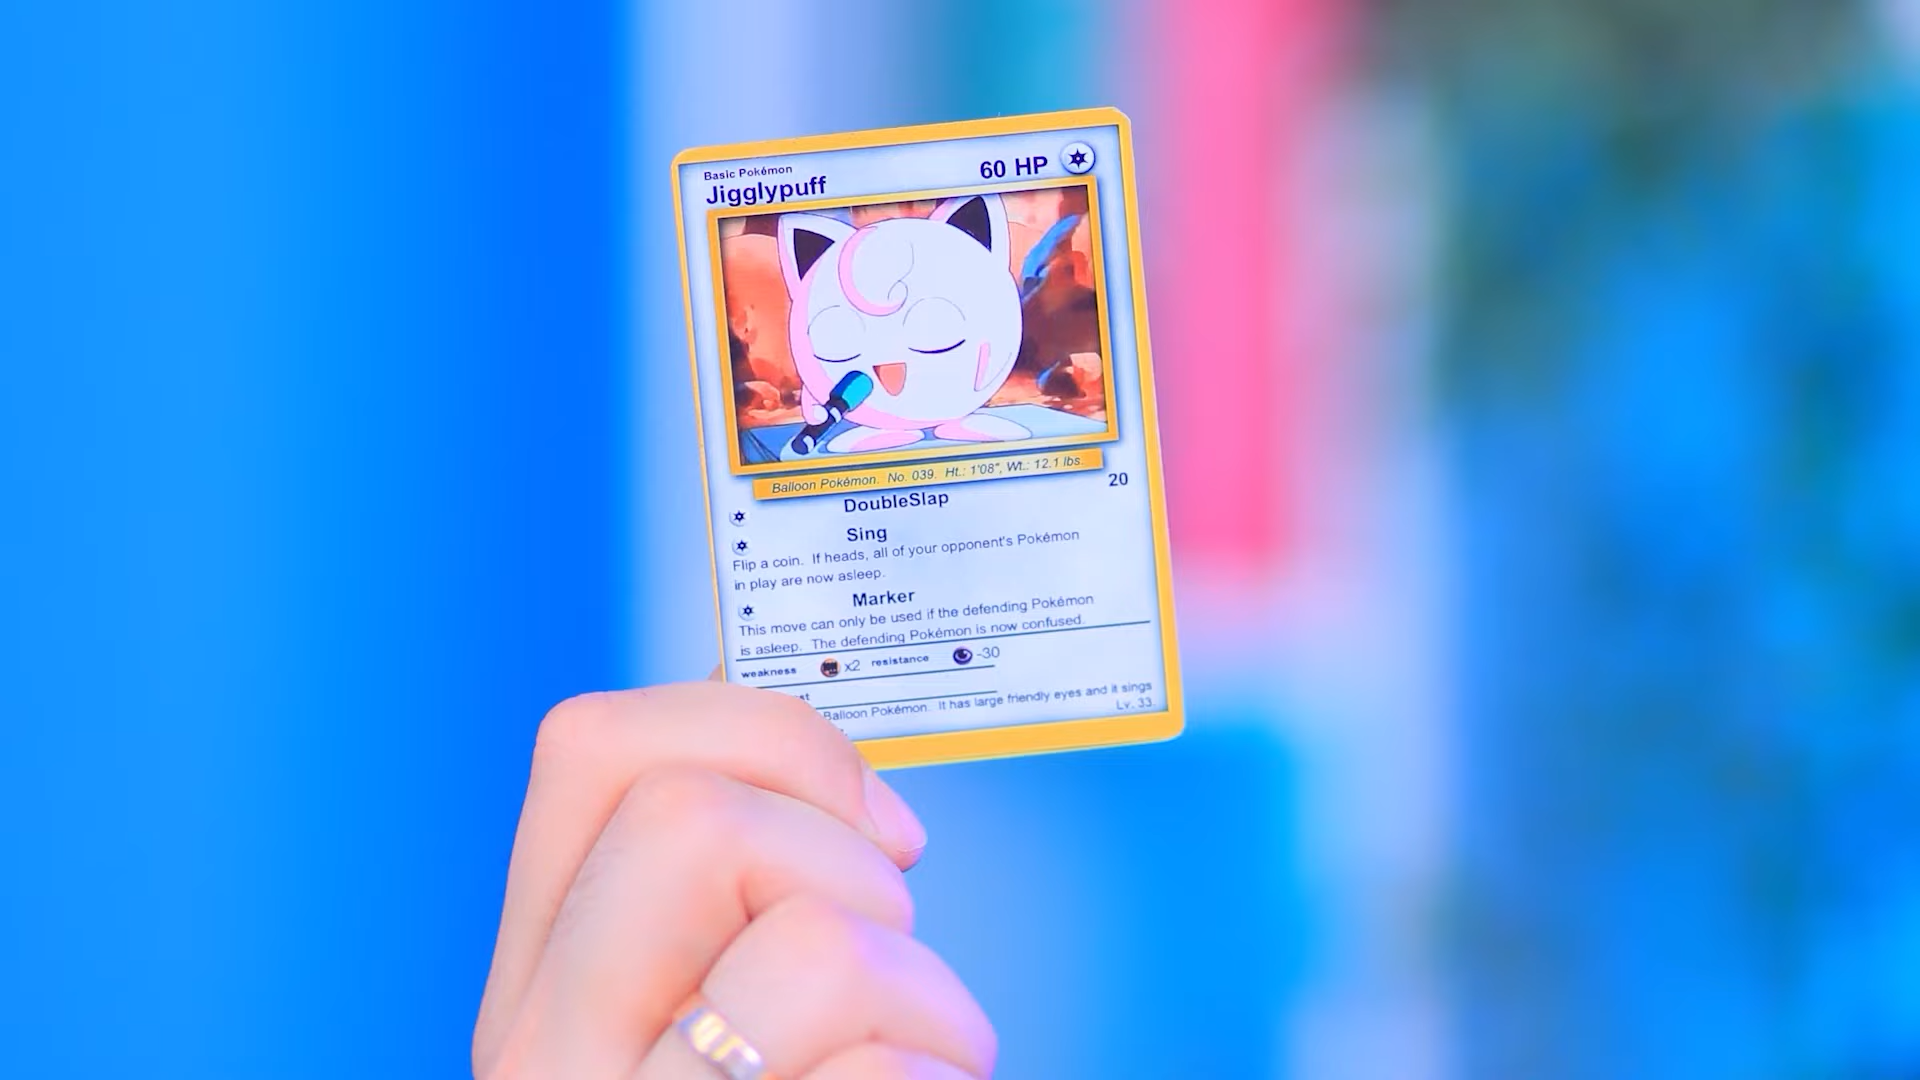 Basic Pokémon
Jigglypuff
60 HP
Balloon Pokémon. No. 039. Ht.: 1'08", Wt.: 12.1 lbs.
DoubleSlap
20
Sing
Flip a coin. If heads, all of your opponent's Pokémon
in play are now asleep.
Marker
This move can only be used if the defending Pokémon
is asleep. The defending Pokémon is now confused.
weakness x2 resistance -30
Balloon Pokémon. It has large friendly eyes and it sings
Lv. 33.